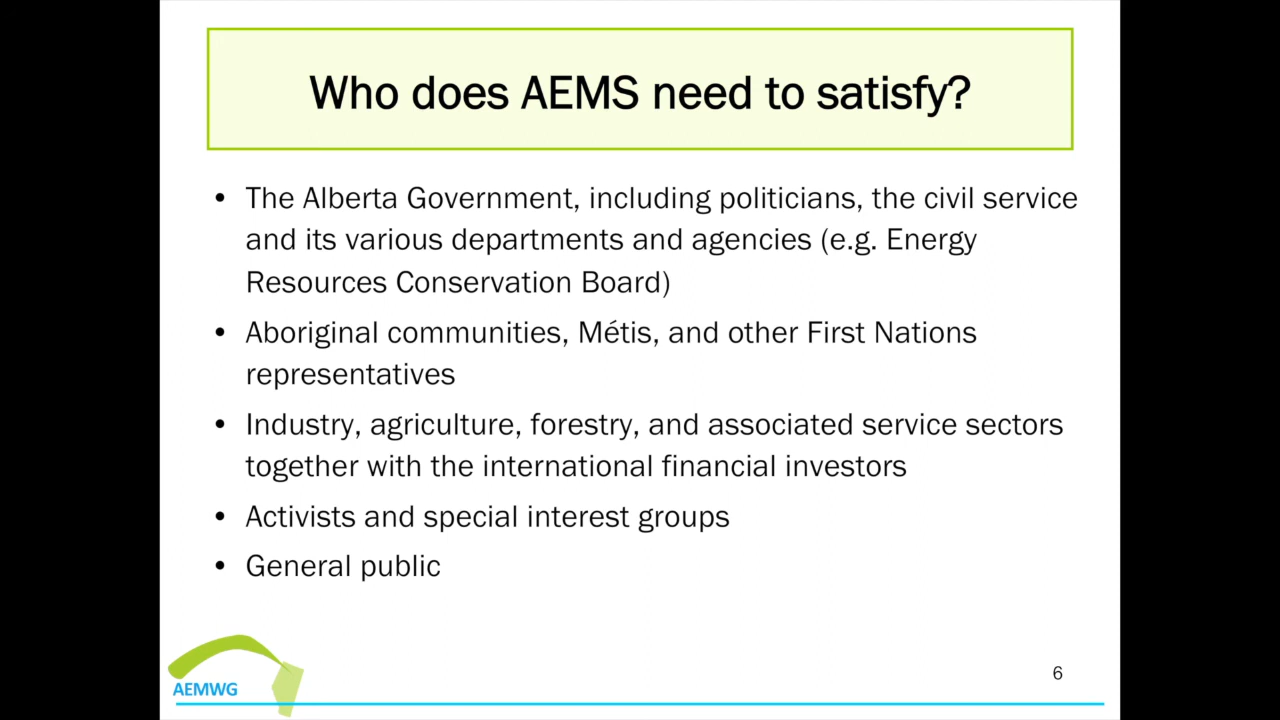 Who does AEMS need to satisfy?
• The Alberta Government, including politicians, the civil service
and its various departments and agencies (e.g. Energy
Resources Conservation Board)
• Aboriginal communities, Métis, and other First Nations
representatives
• Industry, agriculture, forestry, and associated service sectors
together with the international financial investors
• Activists and special interest groups
• General public
AEMWG
6